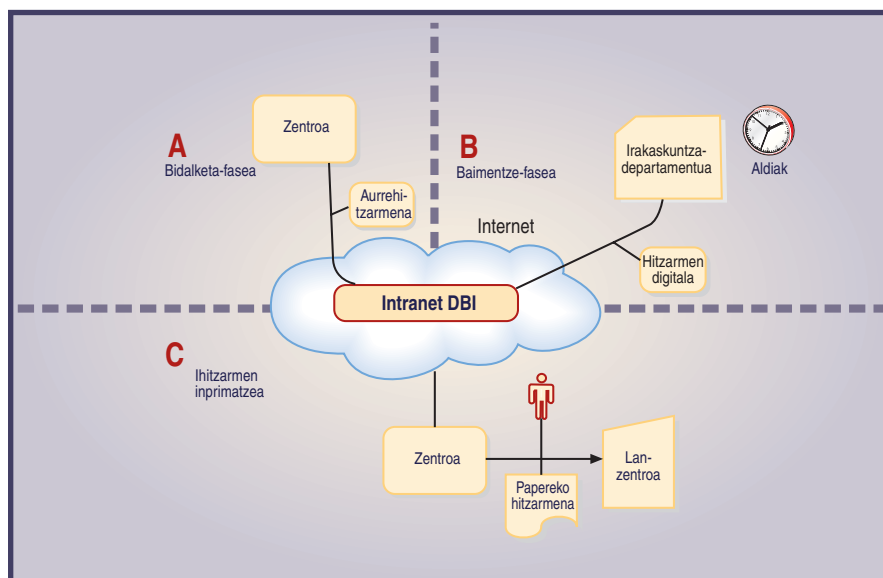 A
Bidalketa-fasea
Zentroa
Aurrehi-
tzarmena
B
Baimentze-fasea
Irakaskuntza-
departamentua
Aldiak
Hitzarmen
digitala
Internet
Intranet DBI
C
Ihitzarmen
inprimatzea
Zentroa
Papereko
hitzarmena
Lan-
zentroa